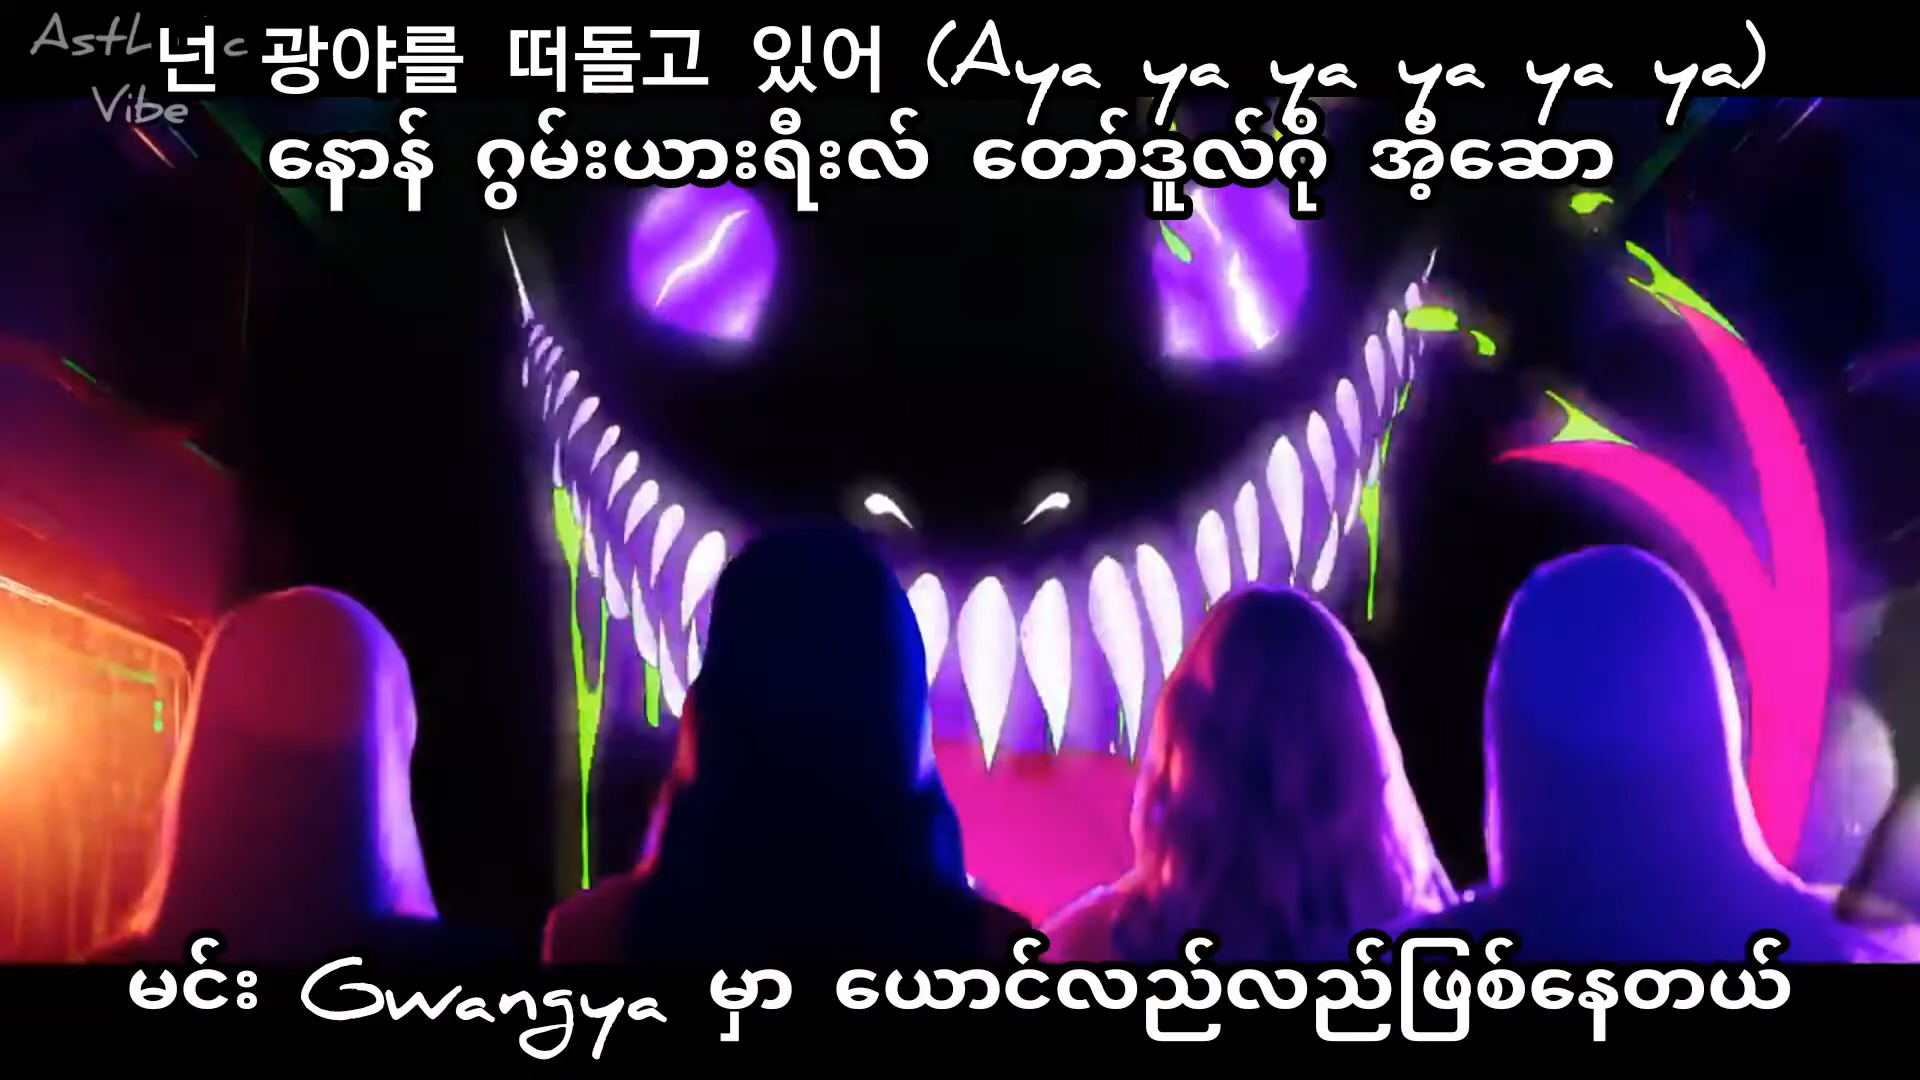 넌 광야를 떠돌고 있어 (Aya ya ya ya ya ya)
Vibe
နောန် ဂွမ်းယားရီးလ် တော်ဒူလ်ဂို အဲ့ဆော
မင်း Gwangya မှာ ယောင်လည်လည်ဖြစ်နေတယ်